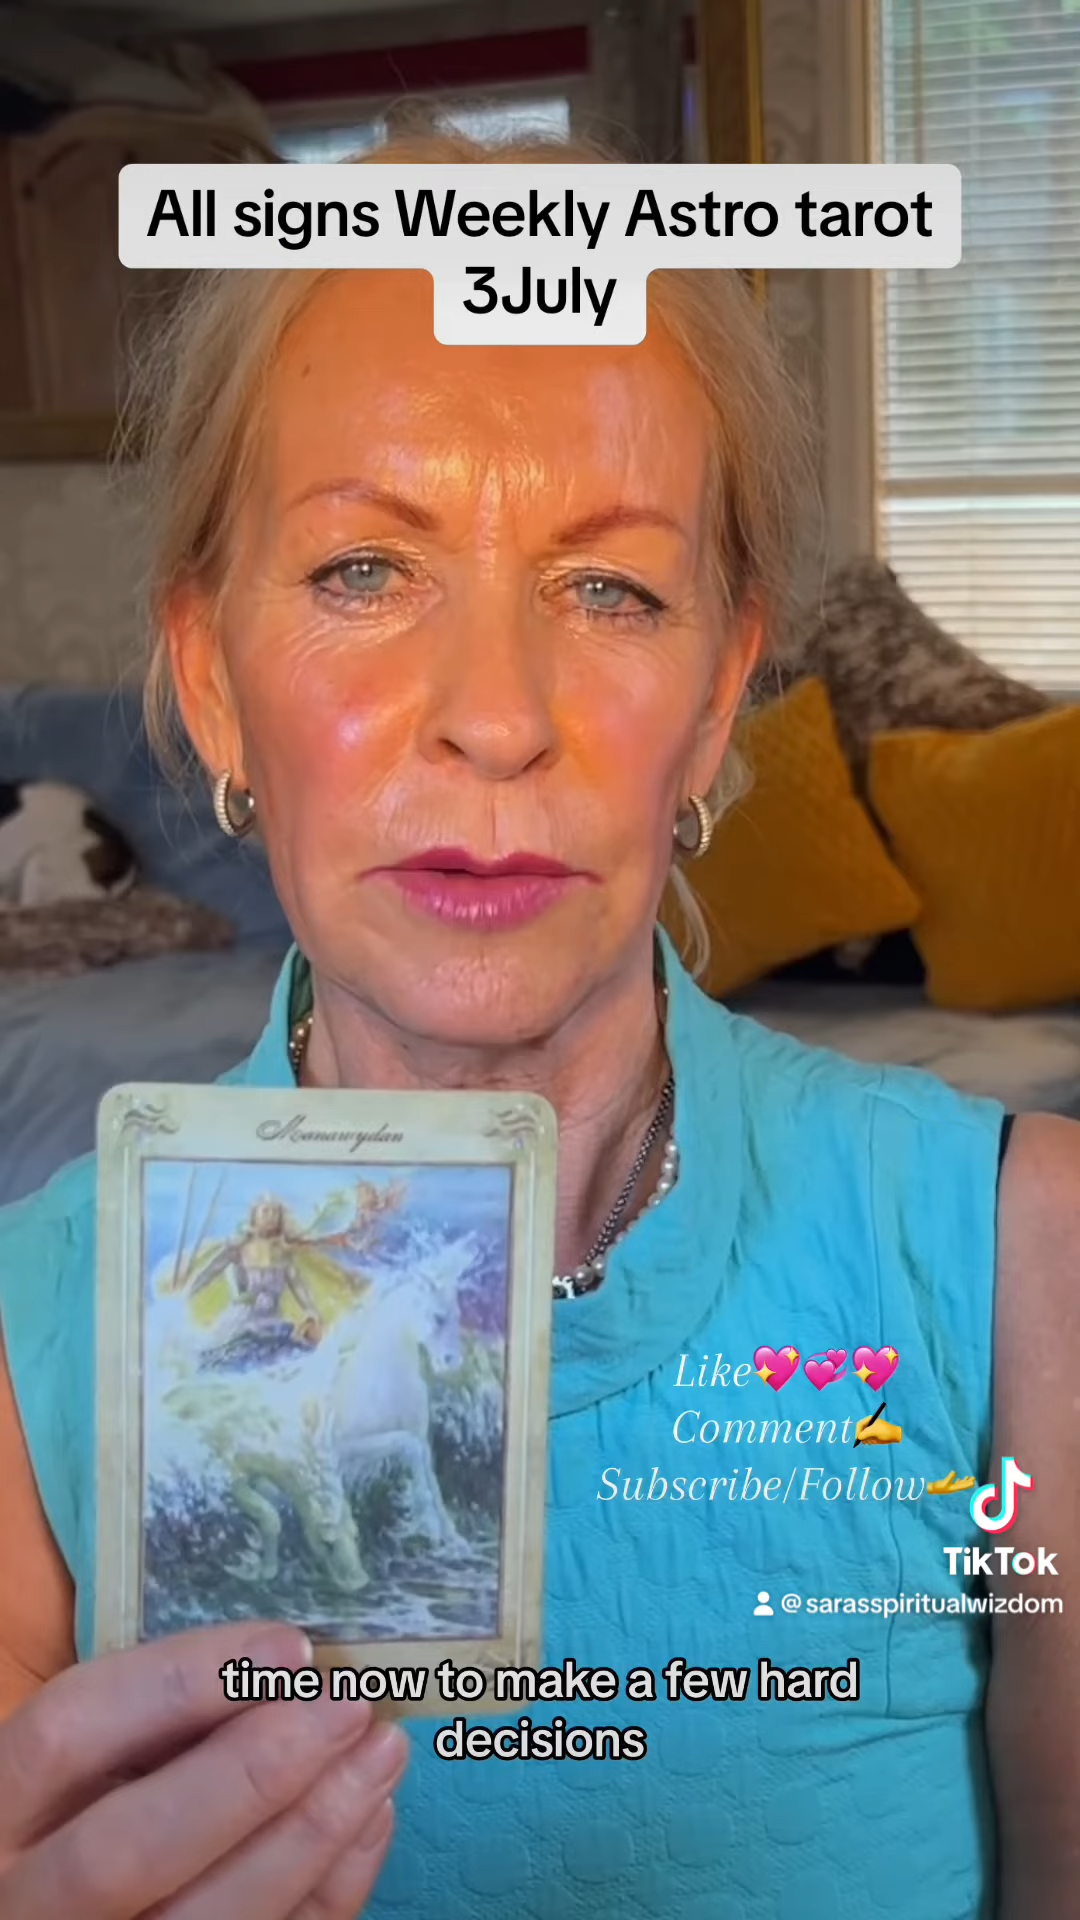 All signs Weekly Astro tarot
3July
Manawydan
Like💖💞💖
Comment✍️
Subscribe/Follow🫴
TikTok
@sarasspiritualwizdom
time now to make a few hard
decisions